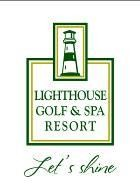 LIGHTHOUSE
GOLF & SPA
RESORT
Let's shine